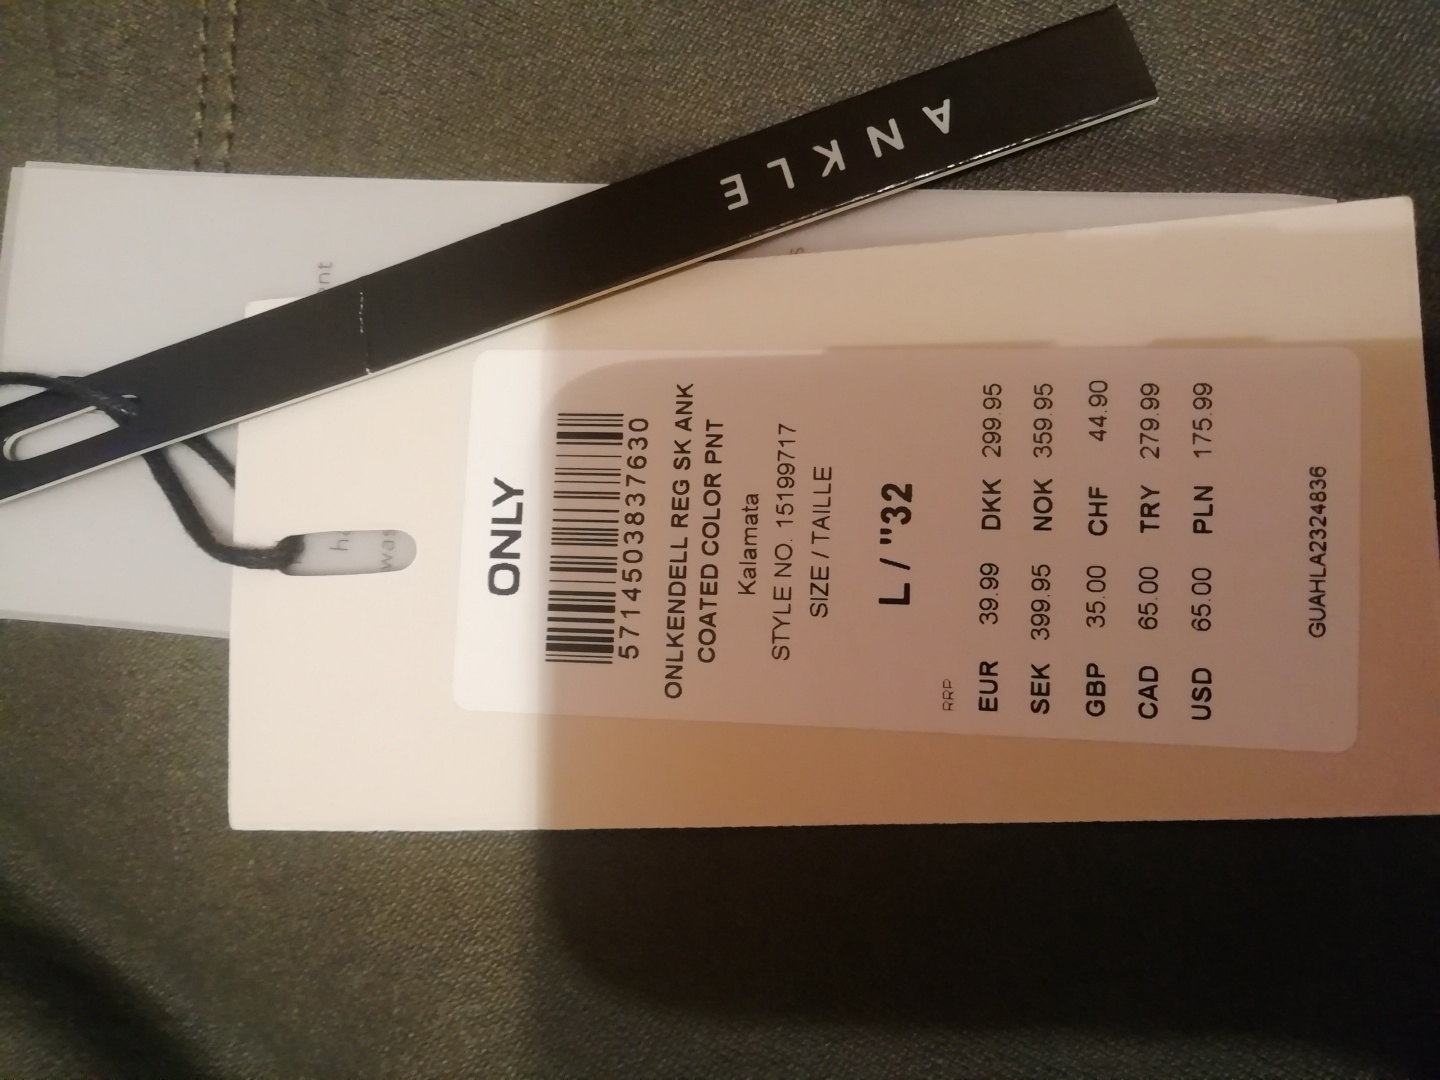 ANKLE
ONLY
5714503837630
ONLKENDELL REG SK ANK
COATED COLOR PNT
Kalamata
STYLE NO. 15199717
SIZE / TAILLE
L / "32
RRP
EUR 39.99 DKK 299.95
SEK 399.95 NOK 359.95
GBP 35.00 CHF 44.90
CAD 65.00 TRY 279.99
USD 65.00 PLN 175.99
GUAHLA2324836